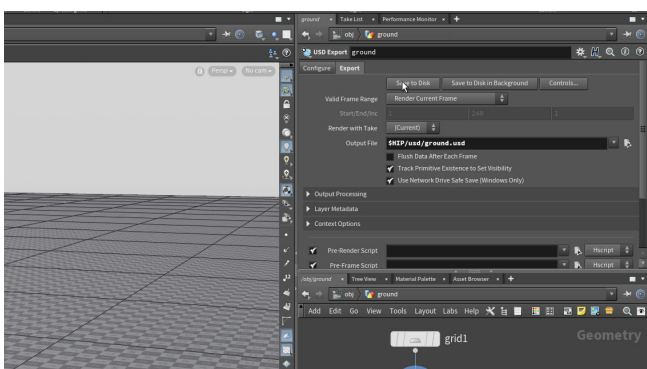 ground Take List Performance Monitor
obj ground
USD Export ground
Persp No cam
Configure Export
Save to Disk Save to Disk in Background Controls...
Valid Frame Range Render Current Frame
Start/End/Inc 1 240 1
Render with Take (Current)
Output File $HIP/usd/ground.usd
Flush Data After Each Frame
Track Primitive Existence to Set Visibility
Use Network Drive Safe Save (Windows Only)
Output Processing
Layer Metadata
Context Options
Pre-Render Script Hscript
Pre-Frame Script Hscript
/obj/ground Tree View Material Palette Asset Browser
obj ground
Add Edit Go View Tools Layout Labs Help
grid1 Geometry